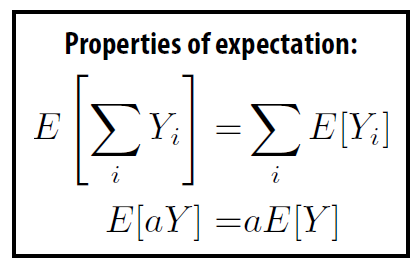 Properties of expectation:
E[∑_i Y_i] = ∑_i E[Y_i]
E[aY] =aE[Y]